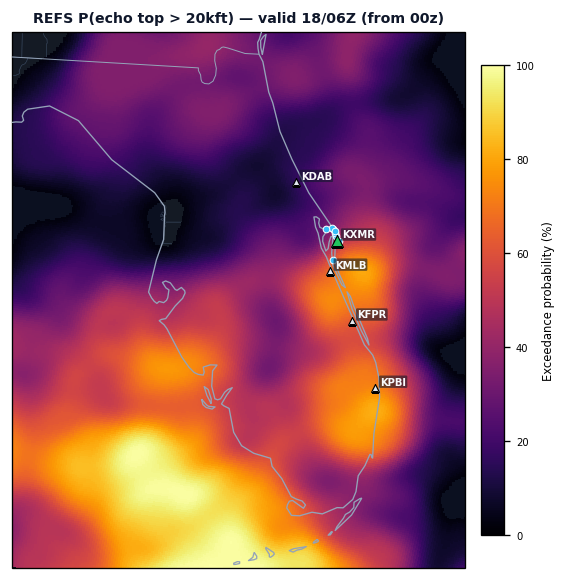 REFS P(echo top > 20kft) — valid 18/06Z (from 00z)
KDAB
KXMR
KMLB
KFPR
KPBI
100
80
60
40
20
0
Exceedance probability (%)